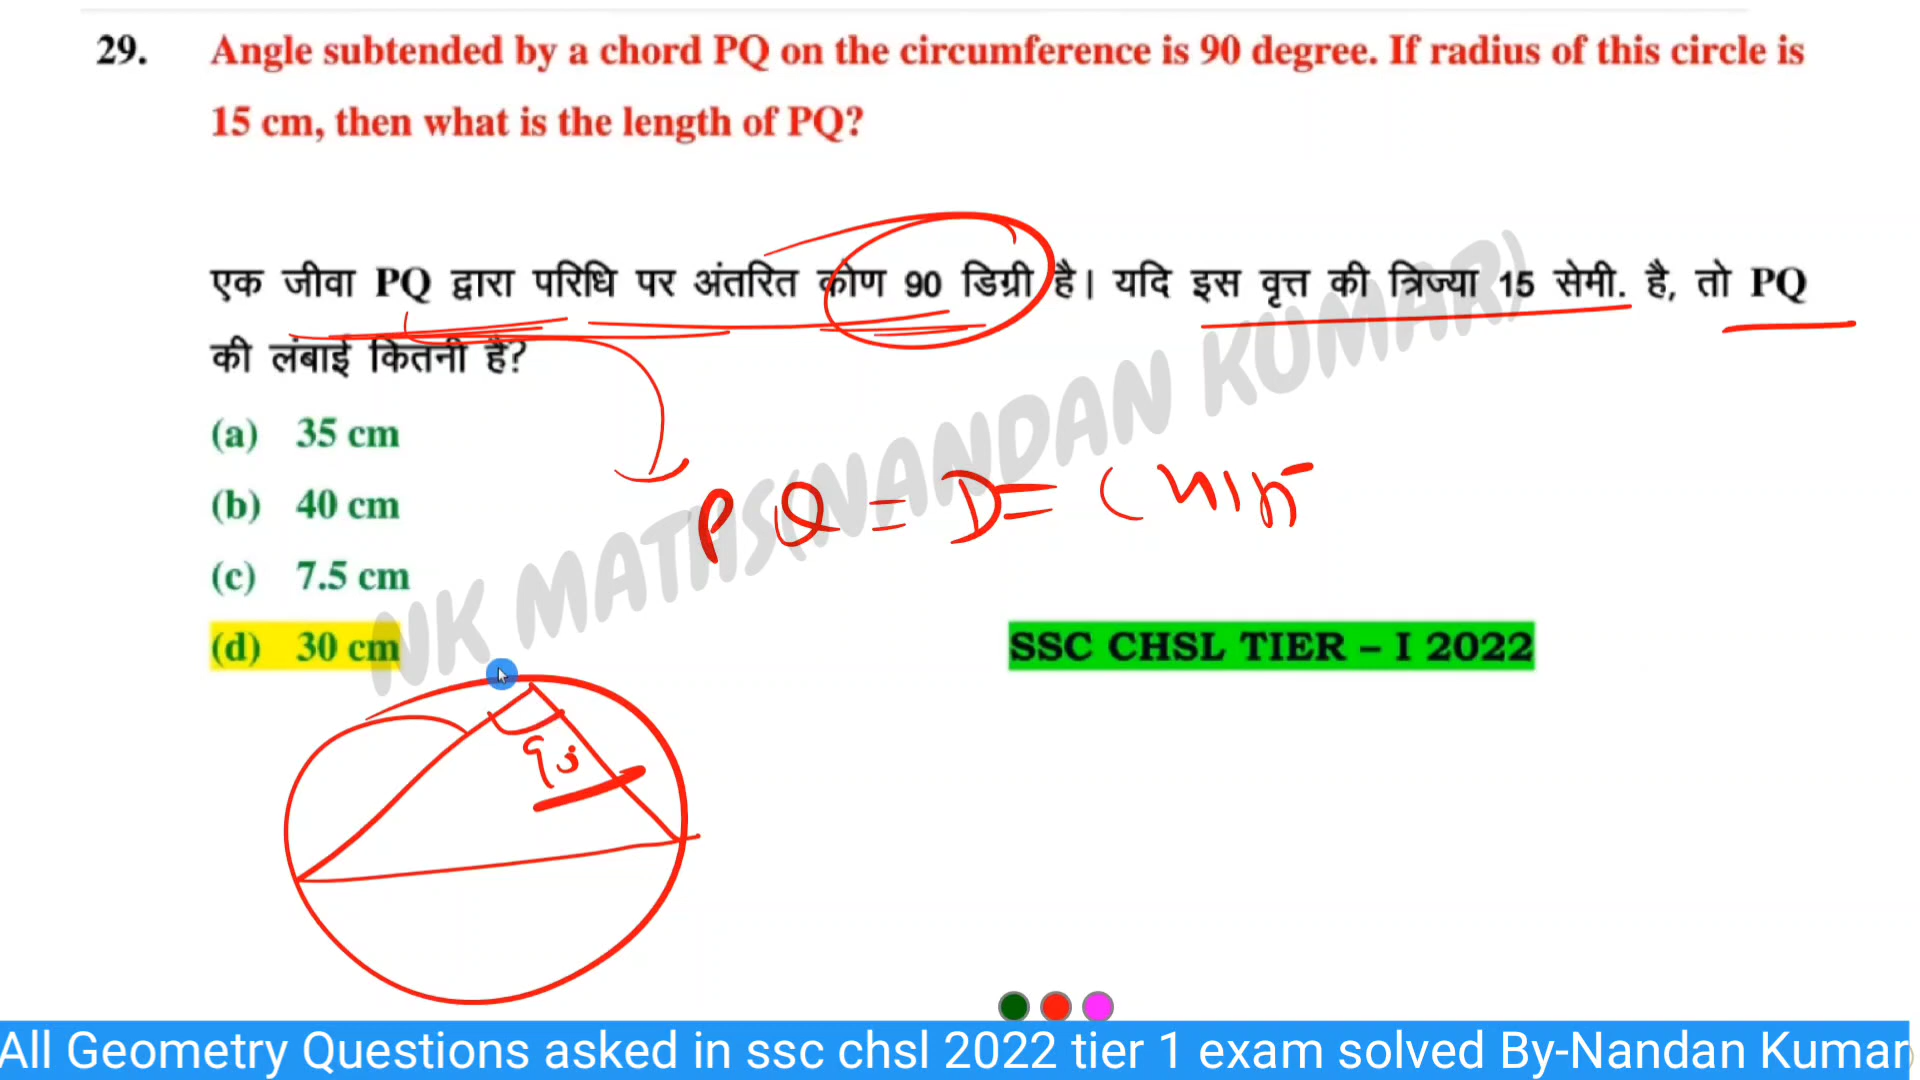 29. Angle subtended by a chord PQ on the circumference is 90 degree. If radius of this circle is
15 cm, then what is the length of PQ?
एक जीवा PQ द्वारा परिधि पर अंतरित कोण 90 डिग्री है। यदि इस वृत्त की त्रिज्या 15 सेमी. है, तो PQ
की लंबाई कितनी है?
(a) 35 cm
(b) 40 cm
(c) 7.5 cm
PQ = D =
(d) 30 cm
SSC CHSL TIER – I 2022
NK MATHS(NANDAN KUMAR)
All Geometry Questions asked in ssc chsl 2022 tier 1 exam solved By-Nandan Kumar